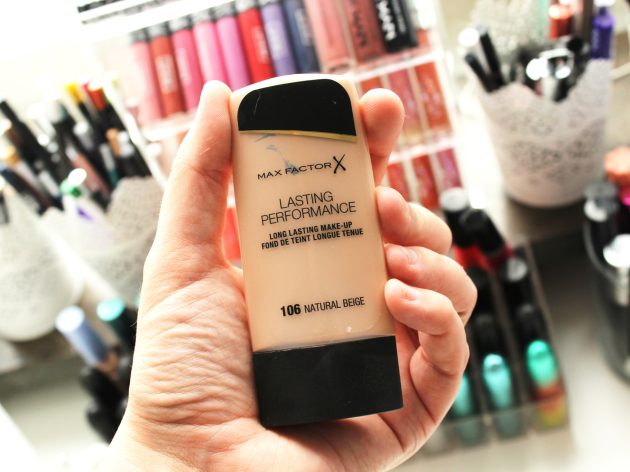 MAX FACTOR X
LASTING
PERFORMANCE
LONG LASTING MAKE-UP
FOND DE TEINT LONGUE TENUE
106 NATURAL BEIGE